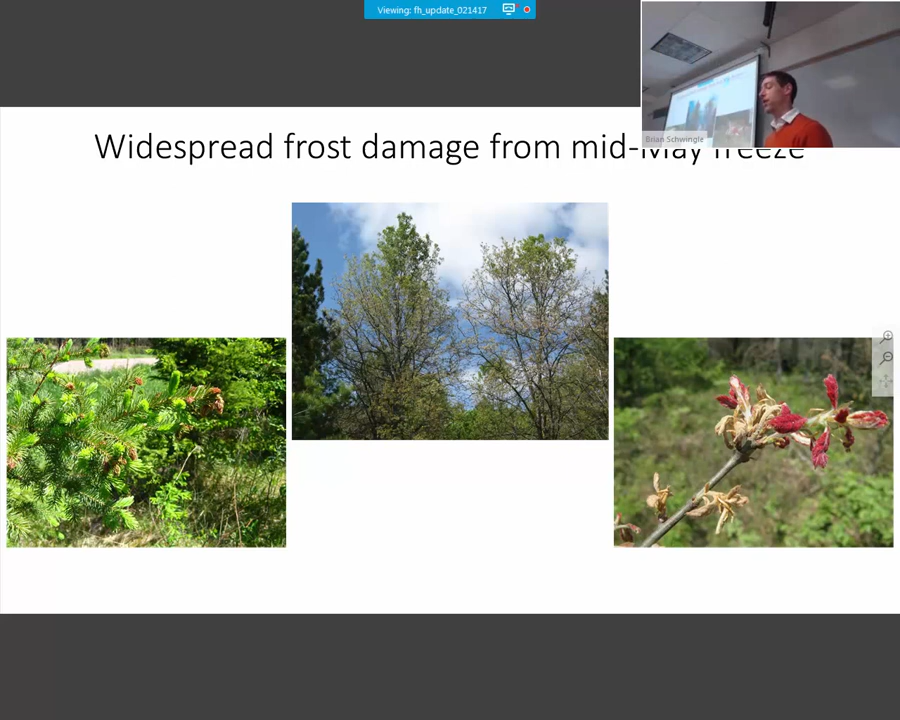 Viewing: fh_update_021417
Widespread frost damage from mid-May freeze
Brian Schwingle